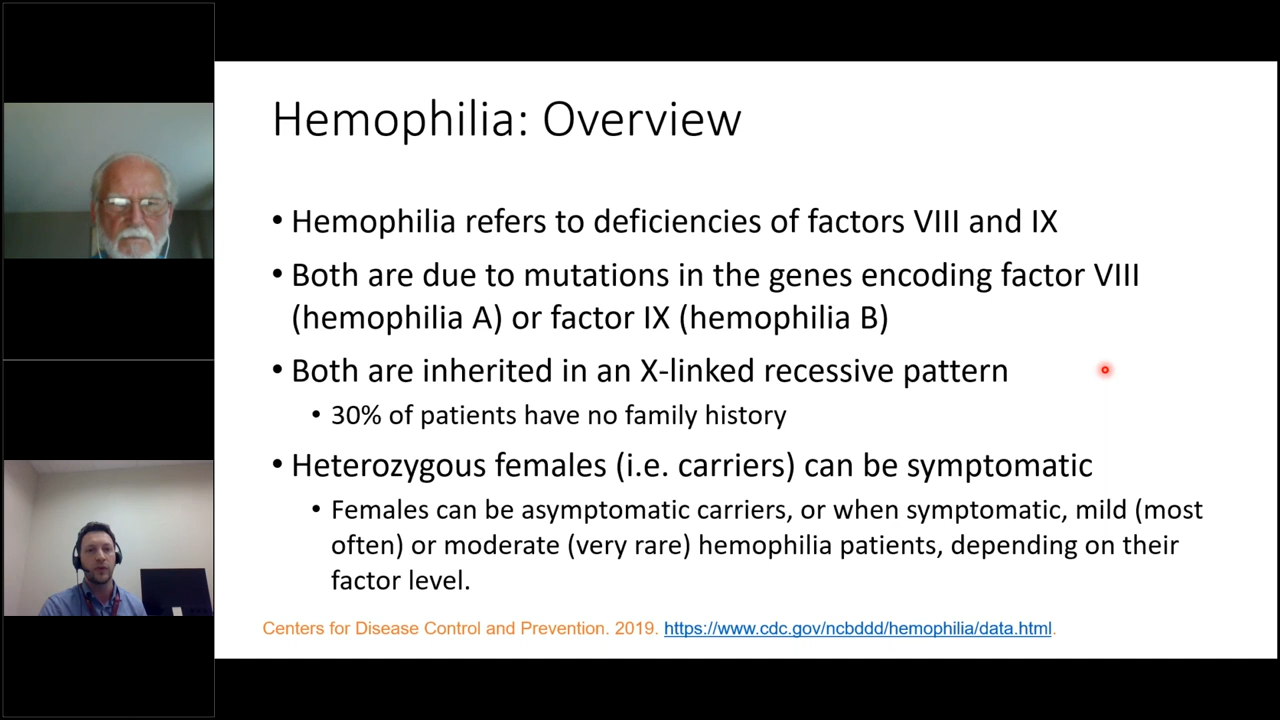 Hemophilia: Overview
• Hemophilia refers to deficiencies of factors VIII and IX
• Both are due to mutations in the genes encoding factor VIII
(hemophilia A) or factor IX (hemophilia B)
• Both are inherited in an X-linked recessive pattern
• 30% of patients have no family history
• Heterozygous females (i.e. carriers) can be symptomatic
• Females can be asymptomatic carriers, or when symptomatic, mild (most
often) or moderate (very rare) hemophilia patients, depending on their
factor level.
Centers for Disease Control and Prevention. 2019. https://www.cdc.gov/ncbddd/hemophilia/data.html.